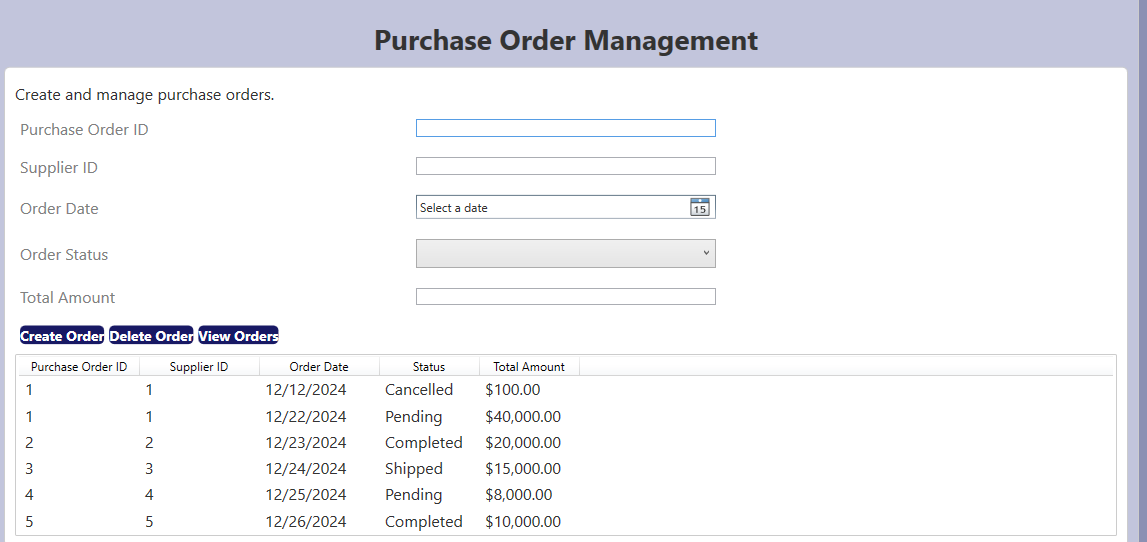 Purchase Order Management
Create and manage purchase orders.
Purchase Order ID
Supplier ID
Order Date Select a date 15
Order Status
Total Amount
Create Order Delete Order View Orders
Purchase Order ID Supplier ID Order Date Status Total Amount
1 1 12/12/2024 Cancelled $100.00
1 1 12/22/2024 Pending $40,000.00
2 2 12/23/2024 Completed $20,000.00
3 3 12/24/2024 Shipped $15,000.00
4 4 12/25/2024 Pending $8,000.00
5 5 12/26/2024 Completed $10,000.00